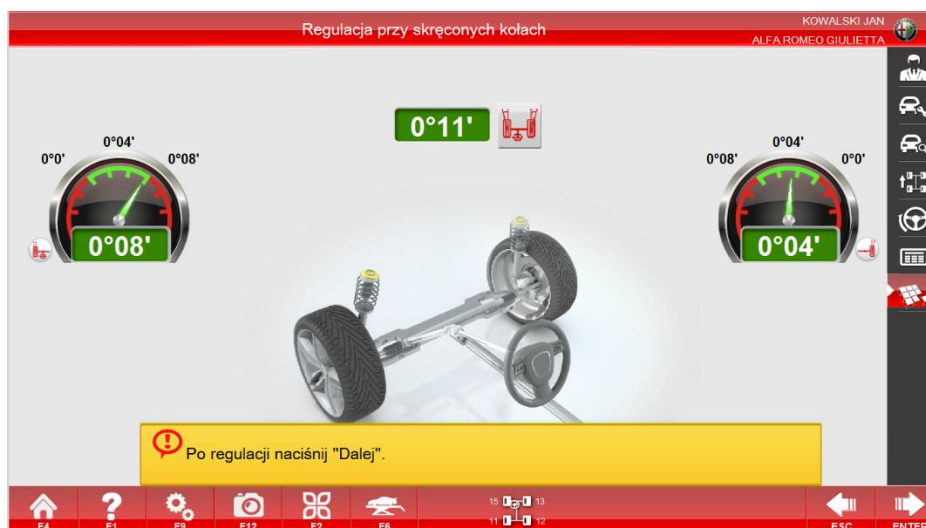 Regulacja przy skręconych kołach
KOWALSKI JAN
ALFA ROMEO GIULIETTA
0°11'
0°0'
0°04'
0°08'
0°08'
0°08'
0°04'
0°0'
0°04'
Po regulacji naciśnij "Dalej".
15 13
11 12
F4 F1 F9 F12 F2 F6 ESC ENTER